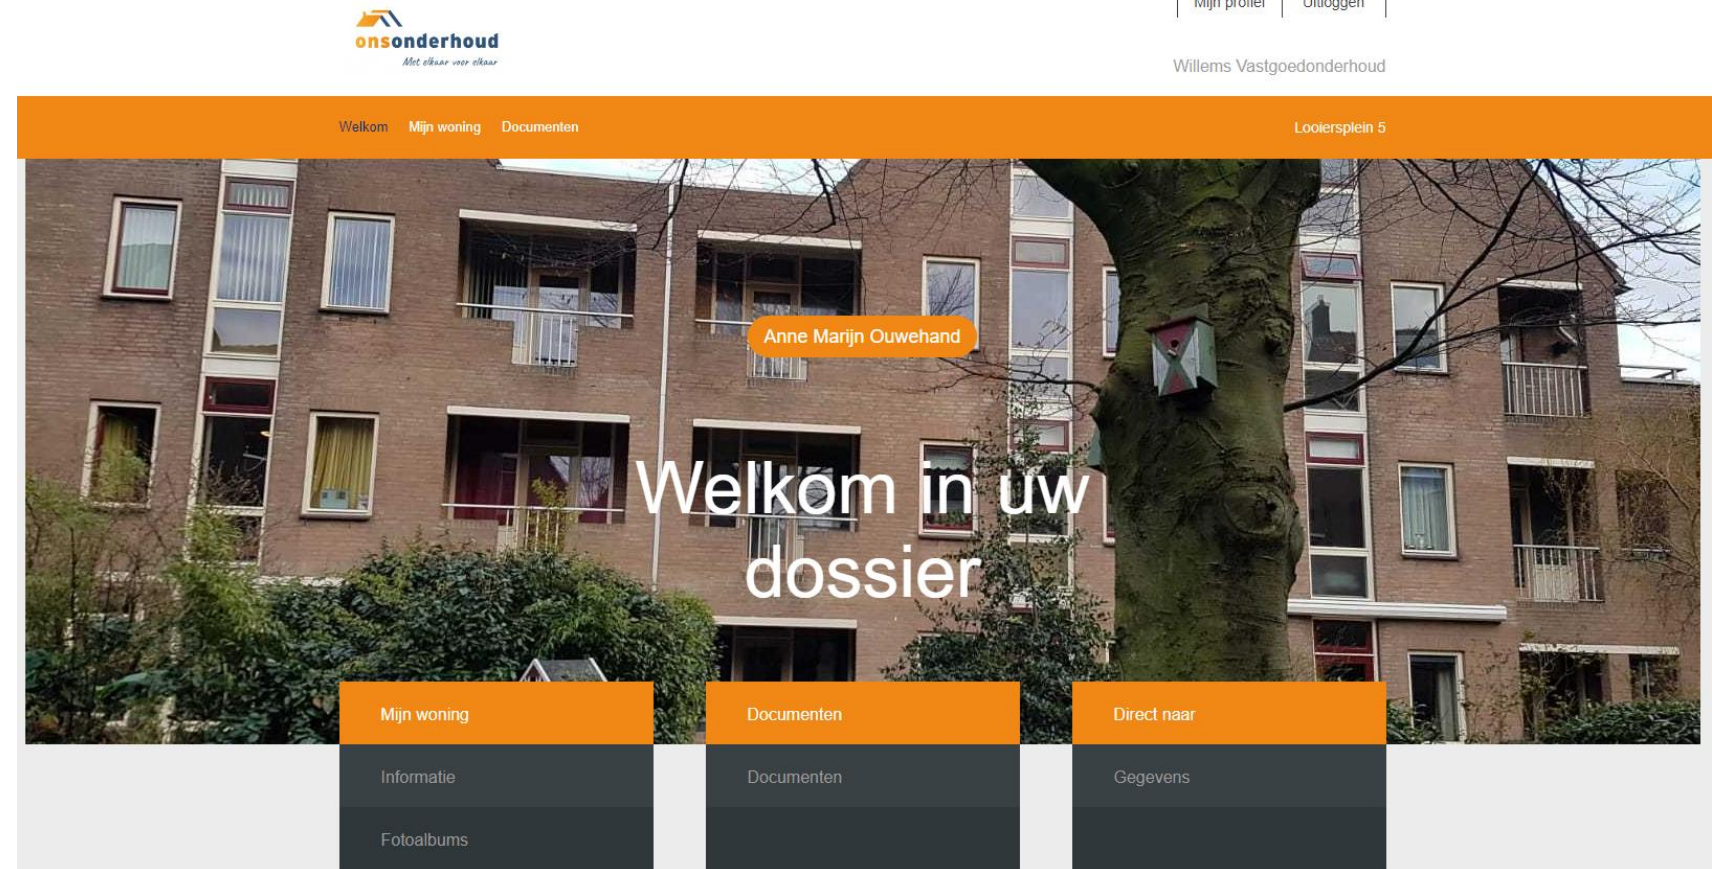 Mijn profiel
Uitloggen
onsonderhoud
Met elkaar voor elkaar
Willems Vastgoedonderhoud
Welkom Mijn woning Documenten
Looiersplein 5
Anne Marijn Ouwehand
Welkom in uw
dossier
Mijn woning
Informatie
Fotoalbums
Documenten
Documenten
Direct naar
Gegevens